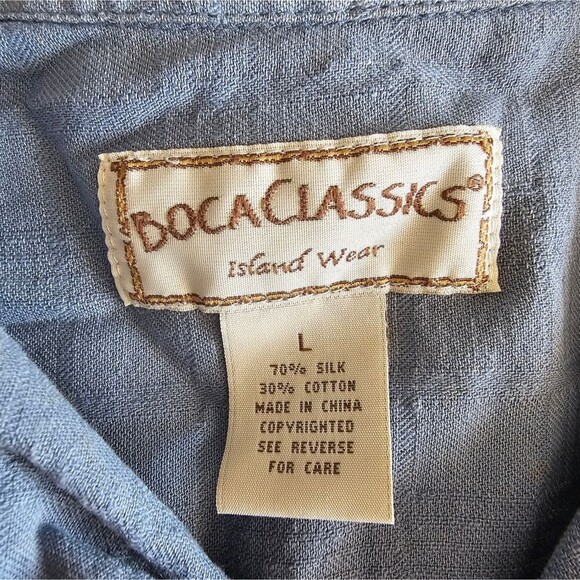 BOCACLASSICS®
Island Wear
L
70% SILK
30% COTTON
MADE IN CHINA
COPYRIGHTED
SEE REVERSE
FOR CARE